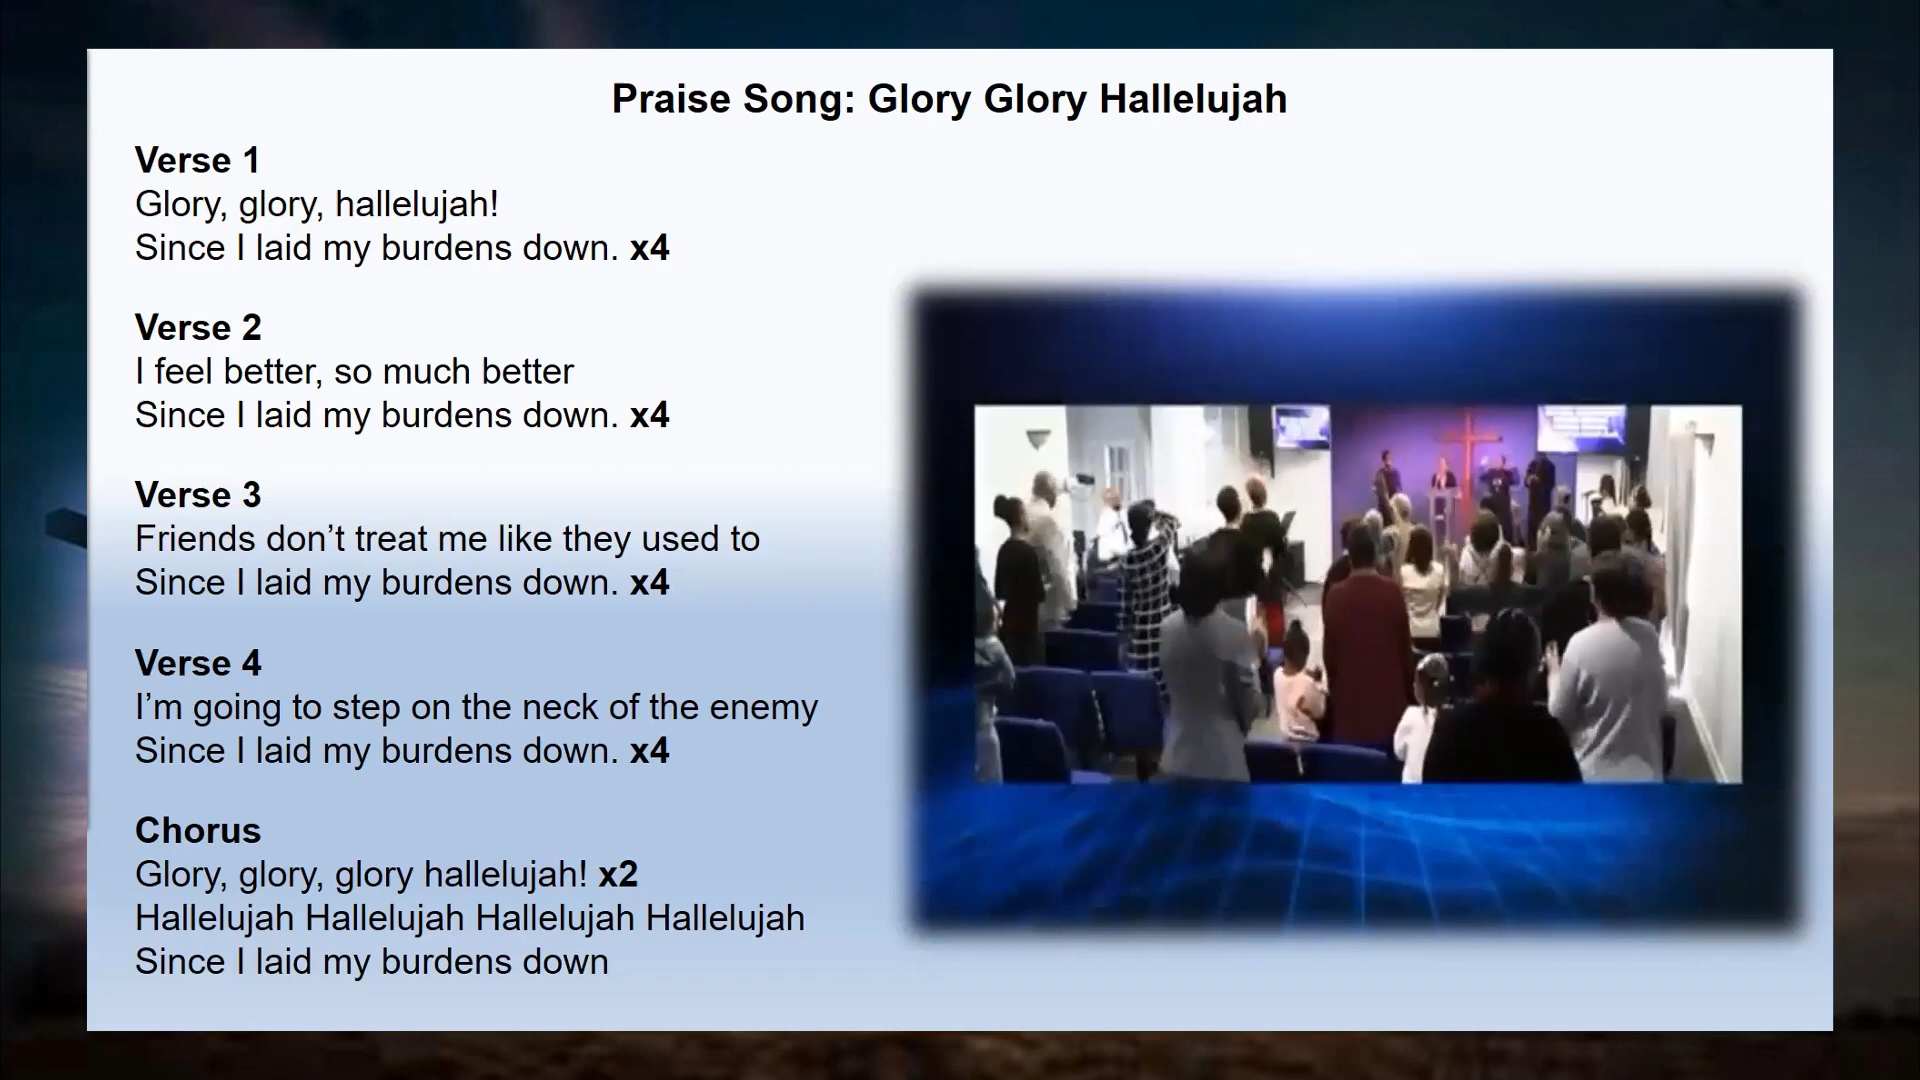 Praise Song: Glory Glory Hallelujah
Verse 1
Glory, glory, hallelujah!
Since I laid my burdens down. x4
Verse 2
I feel better, so much better
Since I laid my burdens down. x4
Verse 3
Friends don’t treat me like they used to
Since I laid my burdens down. x4
Verse 4
I’m going to step on the neck of the enemy
Since I laid my burdens down. x4
Chorus
Glory, glory, glory hallelujah! x2
Hallelujah Hallelujah Hallelujah Hallelujah
Since I laid my burdens down